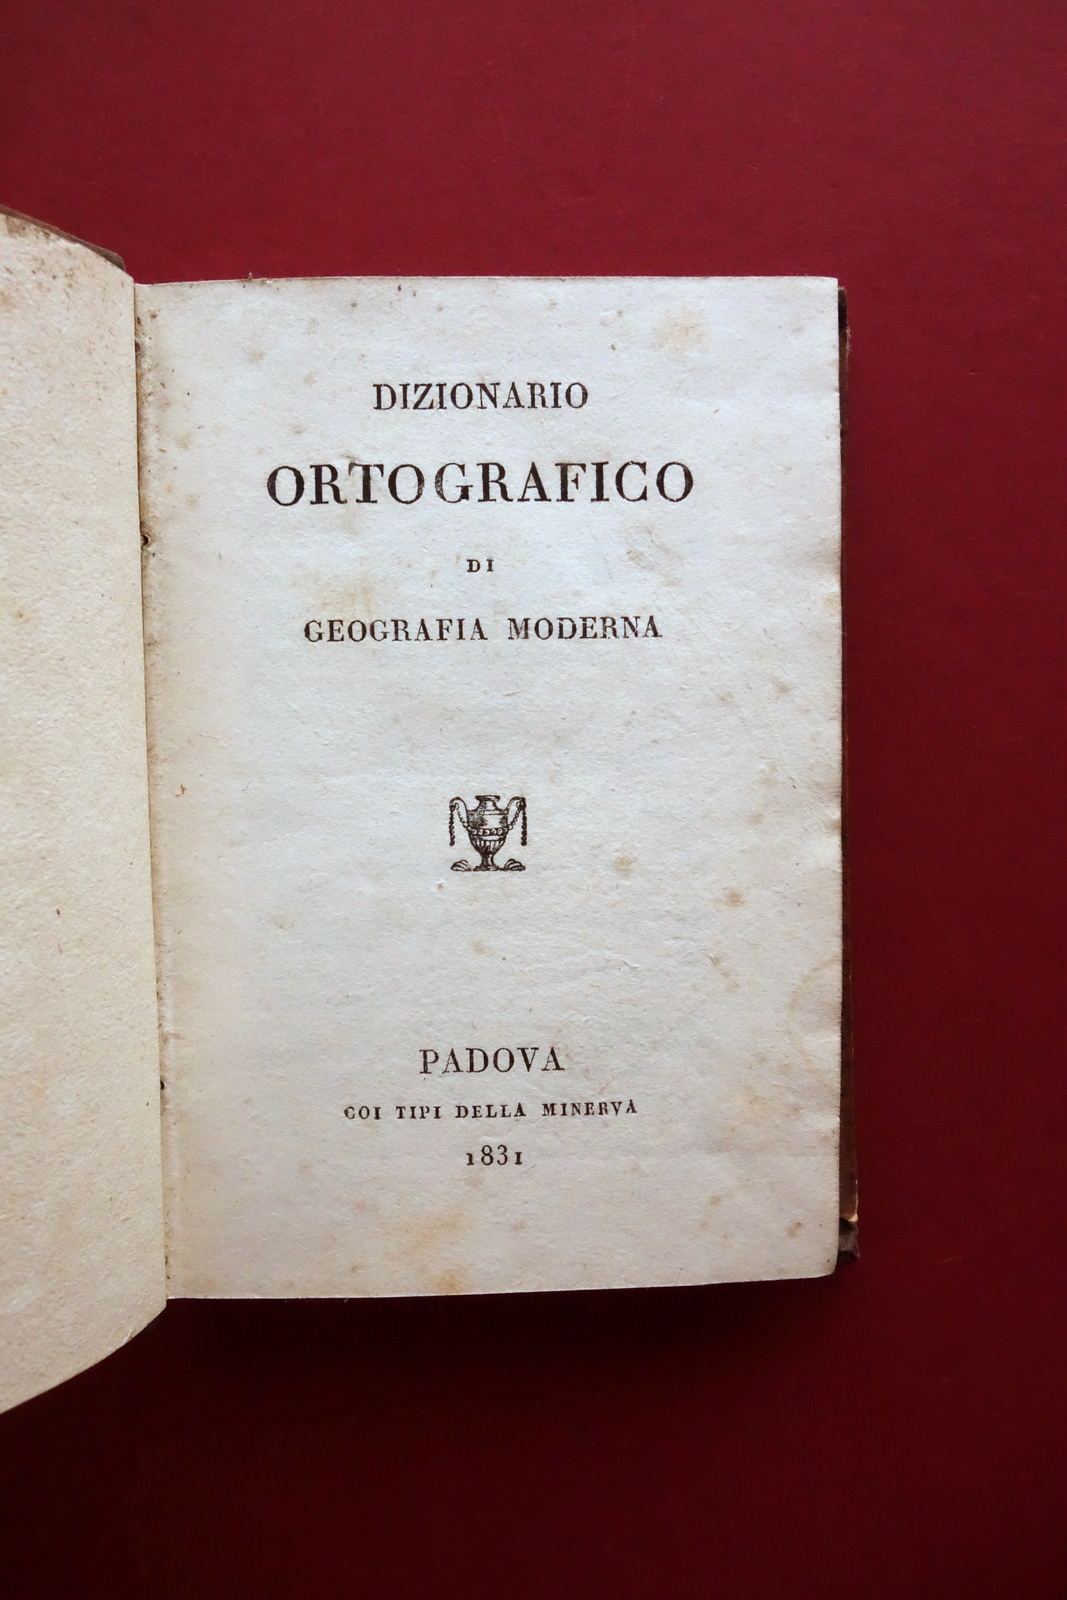 DIZIONARIO
ORTOGRAFICO
DI
GEOGRAFIA MODERNA
PADOVA
COI TIPI DELLA MINERVA
1831